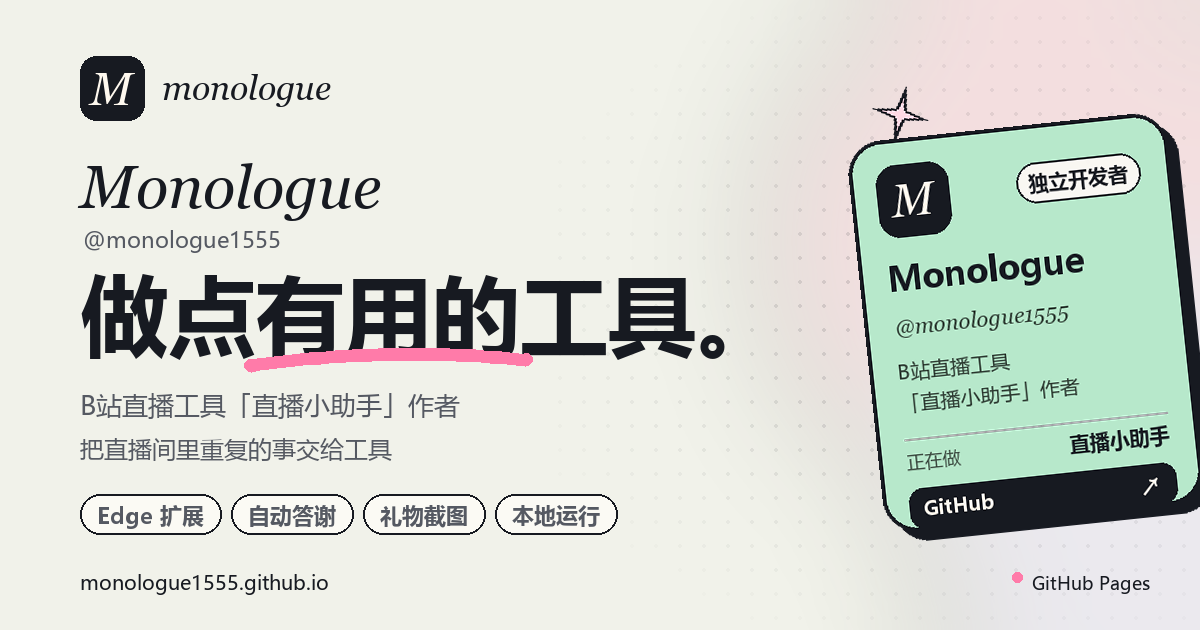 M monologue
Monologue
@monologue1555
做点有用的工具。
B站直播工具「直播小助手」作者
把直播间里重复的事交给工具
Edge 扩展 自动答谢 礼物截图 本地运行
monologue1555.github.io
M 独立开发者
Monologue
@monologue1555
B站直播工具
「直播小助手」作者
正在做 直播小助手
GitHub ↗
GitHub Pages